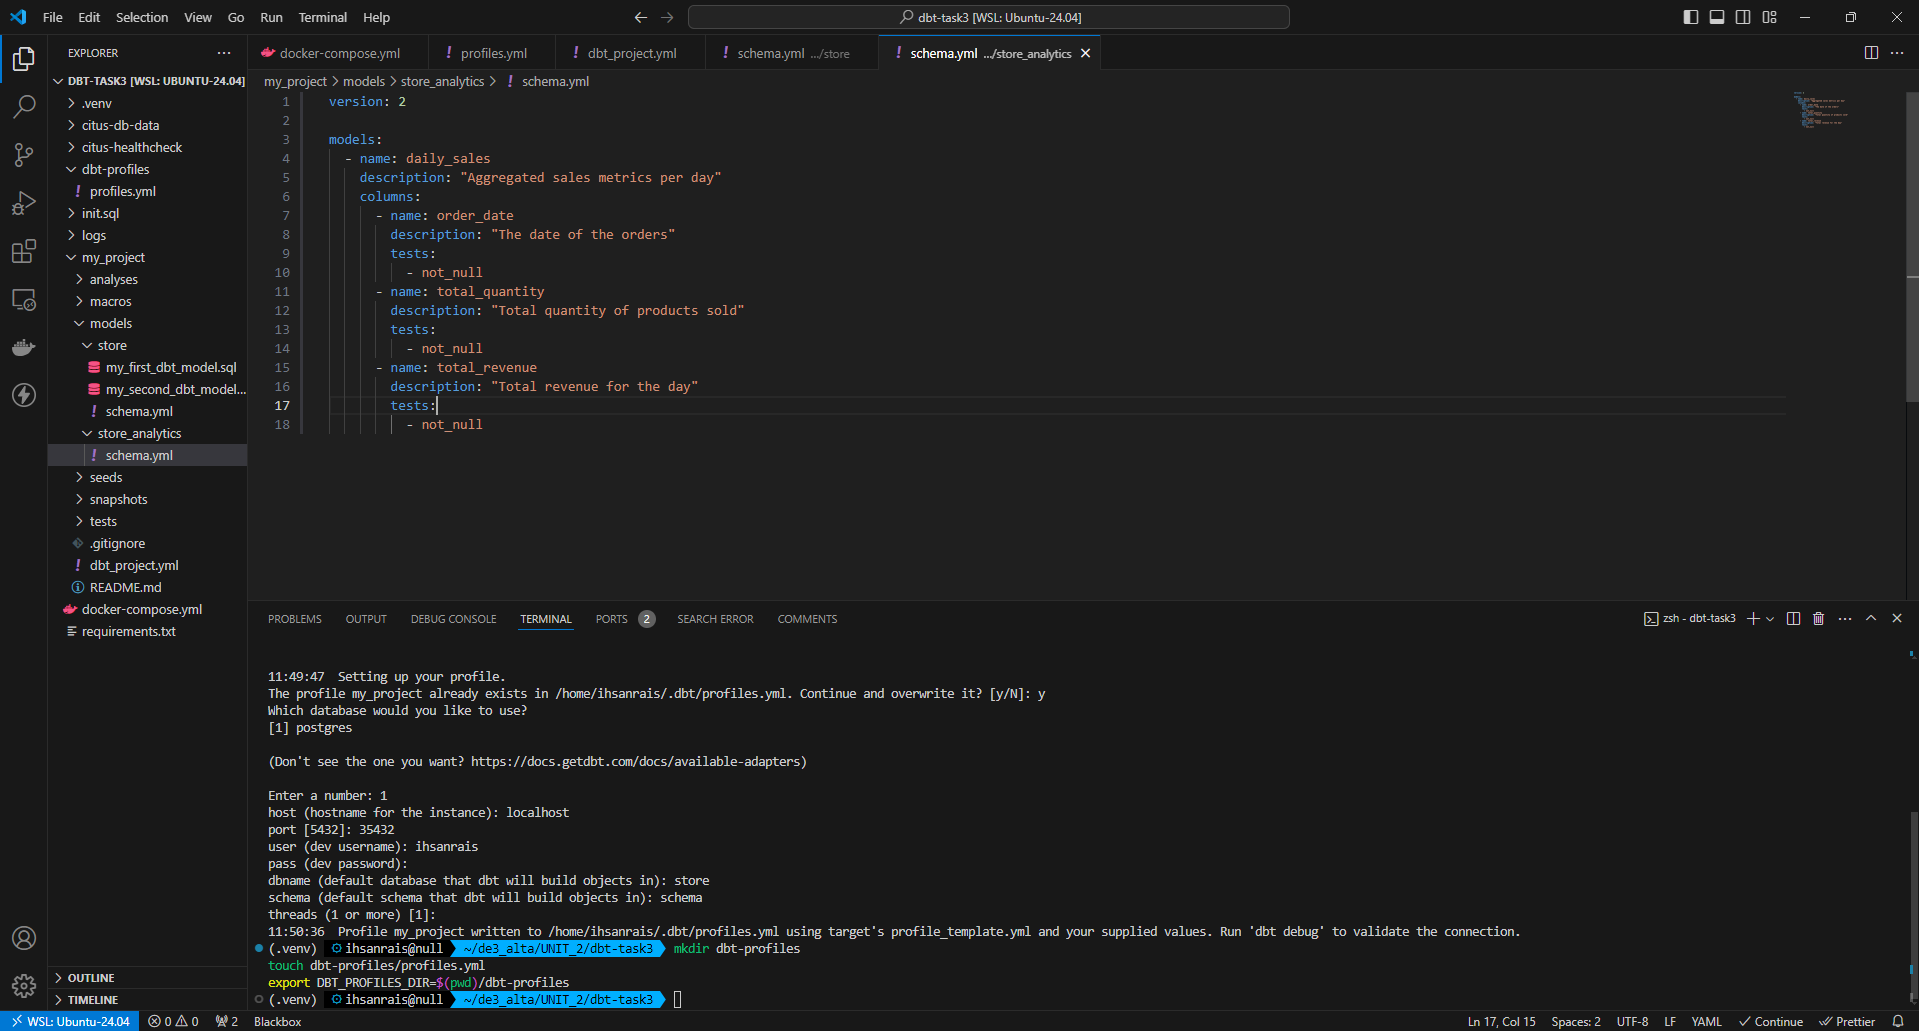 File Edit Selection View Go Run Terminal Help
dbt-task3 [WSL: Ubuntu-24.04]
EXPLORER
DBT-TASK3 [WSL: UBUNTU-24.04]
.venv
citus-db-data
citus-healthcheck
dbt-profiles
profiles.yml
init.sql
logs
my_project
analyses
macros
models
store
my_first_dbt_model.sql
my_second_dbt_model...
schema.yml
store_analytics
schema.yml
seeds
snapshots
tests
.gitignore
dbt_project.yml
README.md
docker-compose.yml
requirements.txt
OUTLINE
TIMELINE
docker-compose.yml profiles.yml dbt_project.yml schema.yml .../store schema.yml .../store_analytics
my_project > models > store_analytics > ! schema.yml
1 version: 2
2
3 models:
4 - name: daily_sales
5 description: "Aggregated sales metrics per day"
6 columns:
7 - name: order_date
8 description: "The date of the orders"
9 tests:
10 - not_null
11 - name: total_quantity
12 description: "Total quantity of products sold"
13 tests:
14 - not_null
15 - name: total_revenue
16 description: "Total revenue for the day"
17 tests:
18 - not_null
PROBLEMS OUTPUT DEBUG CONSOLE TERMINAL PORTS 2 SEARCH ERROR COMMENTS
zsh - dbt-task3
11:49:47  Setting up your profile.
The profile my_project already exists in /home/ihsanrais/.dbt/profiles.yml. Continue and overwrite it? [y/N]: y
Which database would you like to use?
[1] postgres
(Don't see the one you want? https://docs.getdbt.com/docs/available-adapters)
Enter a number: 1
host (hostname for the instance): localhost
port [5432]: 35432
user (dev username): ihsanrais
pass (dev password):
dbname (default database that dbt will build objects in): store
schema (default schema that dbt will build objects in): schema
threads (1 or more) [1]:
11:50:36  Profile my_project written to /home/ihsanrais/.dbt/profiles.yml using target's profile_template.yml and your supplied values. Run 'dbt debug' to validate the connection.
(.venv) ihsanrais@null ~/de3_alta/UNIT_2/dbt-task3 mkdir dbt-profiles
touch dbt-profiles/profiles.yml
export DBT_PROFILES_DIR=$(pwd)/dbt-profiles
(.venv) ihsanrais@null ~/de3_alta/UNIT_2/dbt-task3
WSL: Ubuntu-24.04 0 0 2 Blackbox Ln 17, Col 15 Spaces: 2 UTF-8 LF YAML Continue Prettier